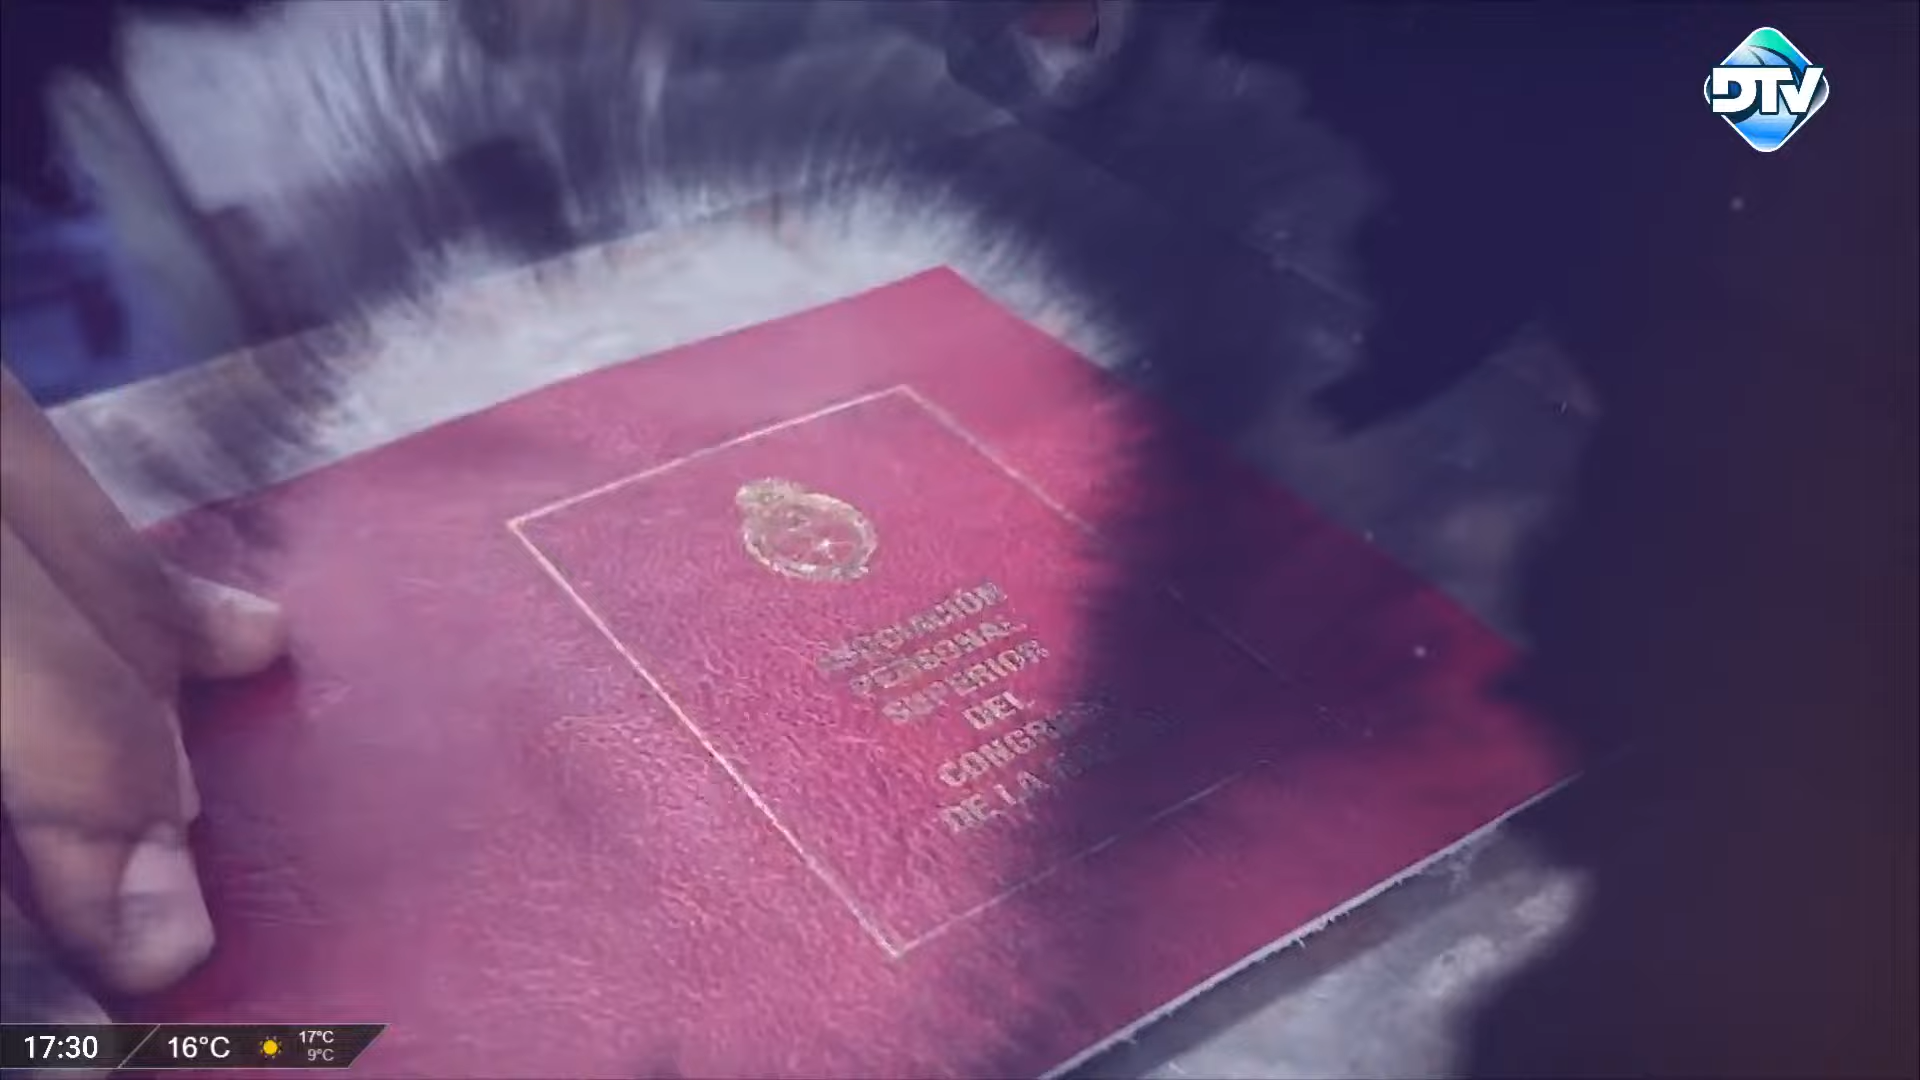 DTV
ASOCIACIÓN
PERSONAL
SUPERIOR
DEL
DE LA
17:30
16°C
17°C
9°C